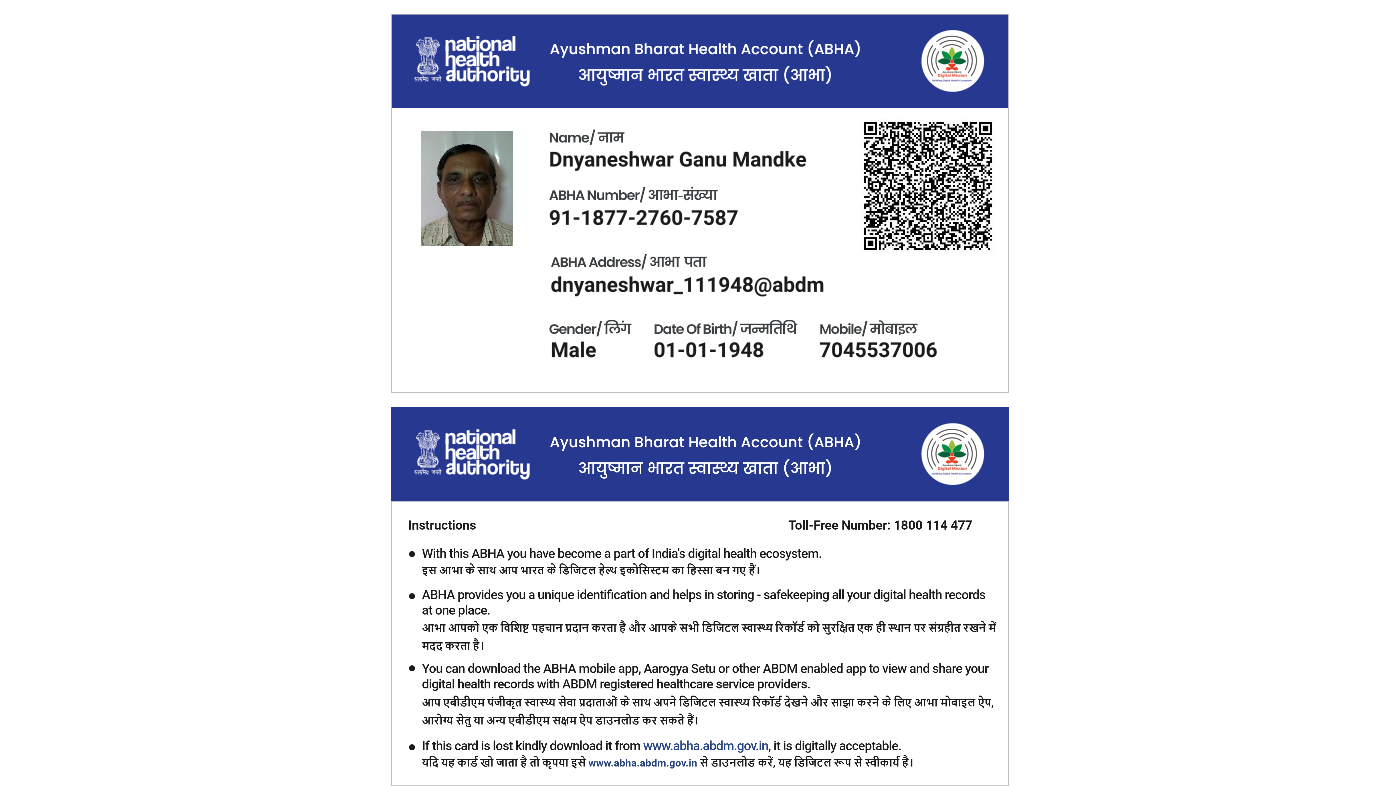 national
health
authority
सत्यमेव जयते
Ayushman Bharat Health Account (ABHA)
आयुष्मान भारत स्वास्थ्य खाता (आभा)
Digital Mission
Name/ नाम
Dnyaneshwar Ganu Mandke
ABHA Number/ आभा-संख्या
91-1877-2760-7587
ABHA Address/ आभा पता
dnyaneshwar_111948@abdm
Gender/ लिंग Date Of Birth/ जन्मतिथि Mobile/ मोबाइल
Male 01-01-1948 7045537006
national
health
authority
सत्यमेव जयते
Ayushman Bharat Health Account (ABHA)
आयुष्मान भारत स्वास्थ्य खाता (आभा)
Digital Mission
Instructions Toll-Free Number: 1800 114 477
● With this ABHA you have become a part of India's digital health ecosystem.
इस आभा के साथ आप भारत के डिजिटल हेल्थ इकोसिस्टम का हिस्सा बन गए हैं।
● ABHA provides you a unique identification and helps in storing - safekeeping all your digital health records
at one place.
आभा आपको एक विशिष्ट पहचान प्रदान करता है और आपके सभी डिजिटल स्वास्थ्य रिकॉर्ड को सुरक्षित एक ही स्थान पर संग्रहीत रखने में
मदद करता है।
● You can download the ABHA mobile app, Aarogya Setu or other ABDM enabled app to view and share your
digital health records with ABDM registered healthcare service providers.
आप एबीडीएम पंजीकृत स्वास्थ्य सेवा प्रदाताओं के साथ अपने डिजिटल स्वास्थ्य रिकॉर्ड देखने और साझा करने के लिए आभा मोबाइल ऐप,
आरोग्य सेतु या अन्य एबीडीएम सक्षम ऐप डाउनलोड कर सकते हैं।
● If this card is lost kindly download it from www.abha.abdm.gov.in, it is digitally acceptable.
यदि यह कार्ड खो जाता है तो कृपया इसे www.abha.abdm.gov.in से डाउनलोड करें, यह डिजिटल रूप से स्वीकार्य है।